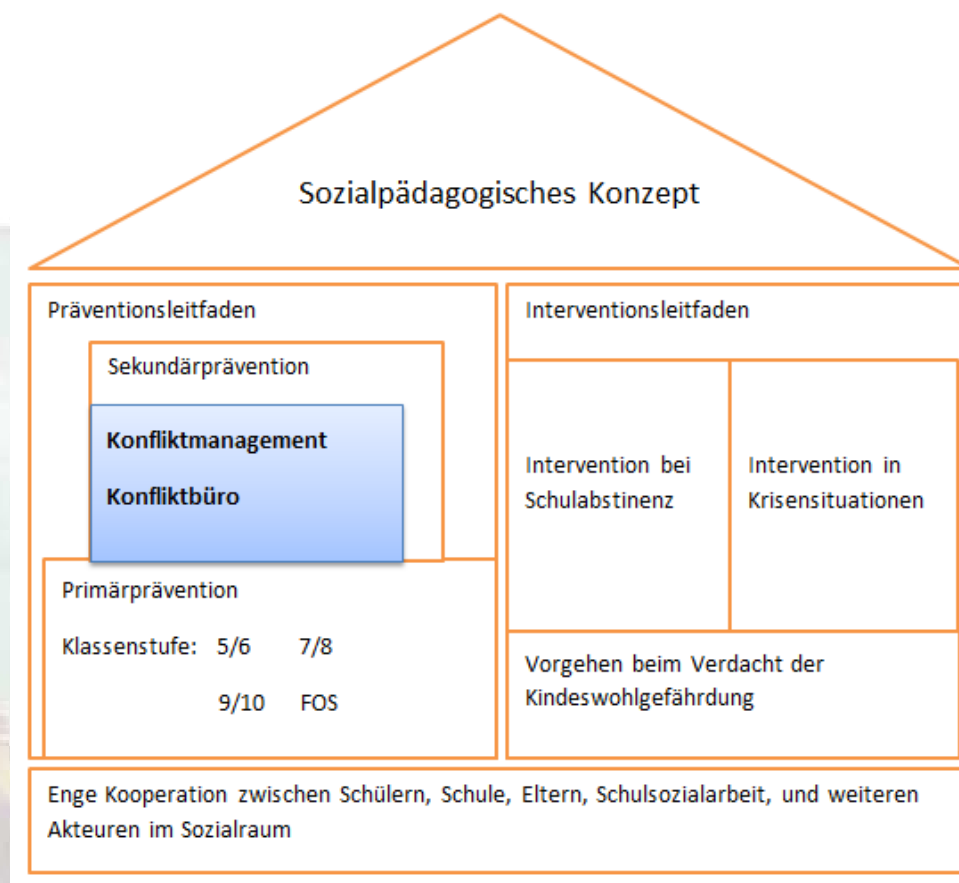 Sozialpädagogisches Konzept
Präventionsleitfaden
Sekundärprävention
Konfliktmanagement
Konfliktbüro
Primärprävention
Klassenstufe: 5/6 7/8
9/10 FOS
Interventionsleitfaden
Intervention bei
Schulabstinenz
Intervention in
Krisensituationen
Vorgehen beim Verdacht der
Kindeswohlgefährdung
Enge Kooperation zwischen Schülern, Schule, Eltern, Schulsozialarbeit, und weiteren
Akteuren im Sozialraum